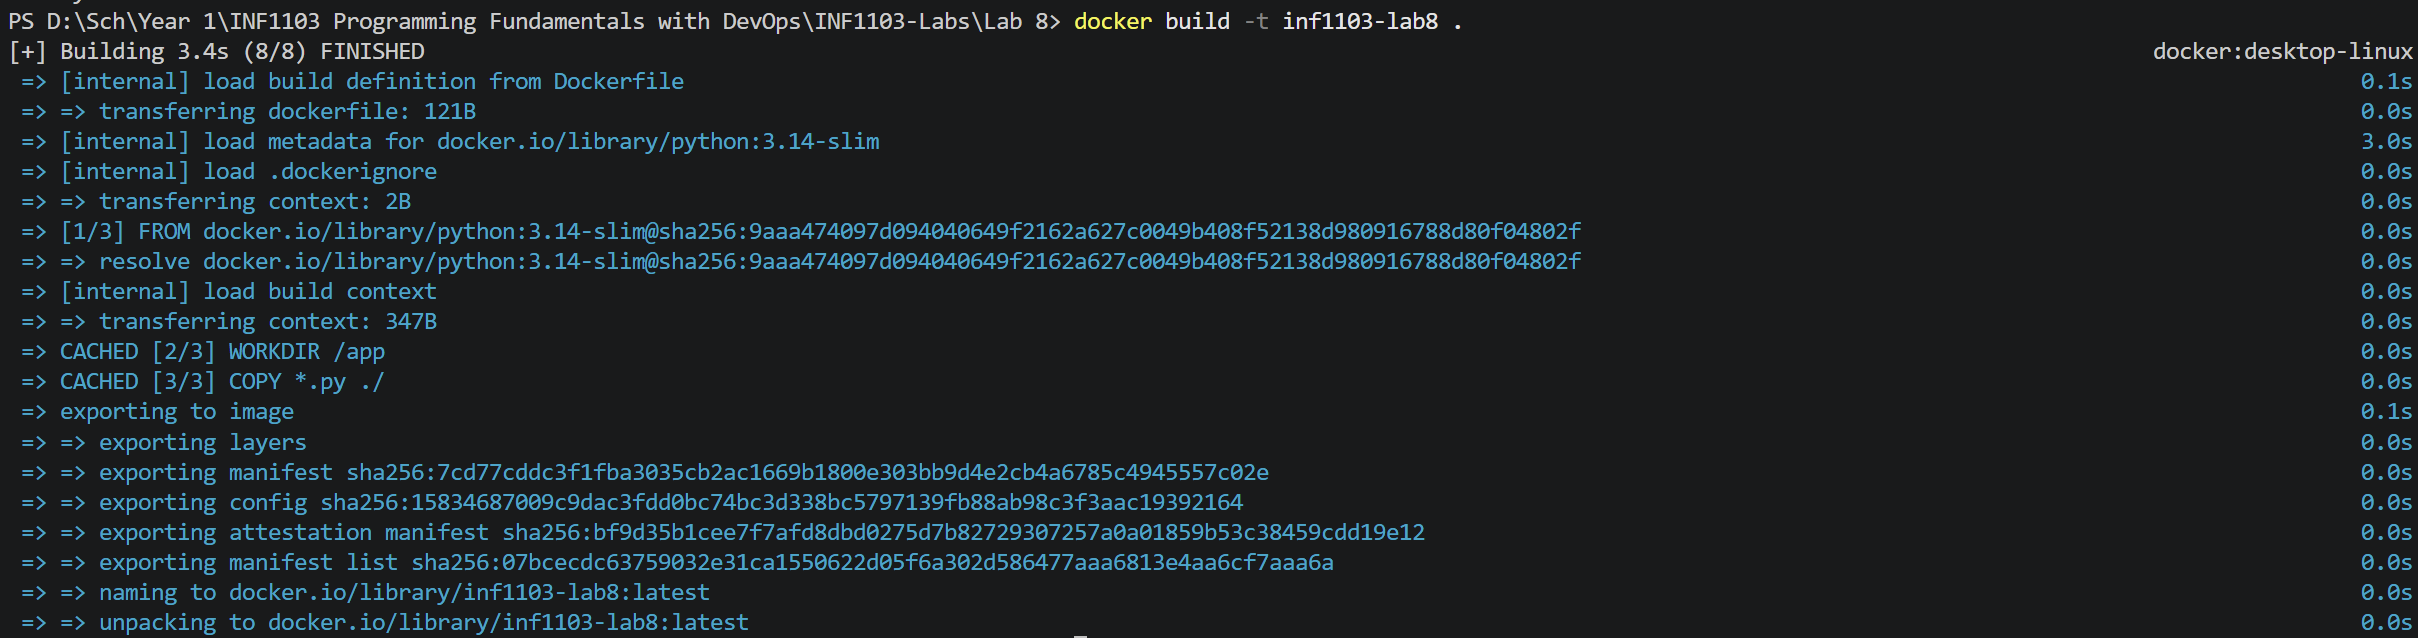 PS D:\Sch\Year 1\INF1103 Programming Fundamentals with DevOps\INF1103-Labs\Lab 8> docker build -t inf1103-lab8 .
[+] Building 3.4s (8/8) FINISHED docker:desktop-linux
=> [internal] load build definition from Dockerfile 0.1s
=> => transferring dockerfile: 121B 0.0s
=> [internal] load metadata for docker.io/library/python:3.14-slim 3.0s
=> [internal] load .dockerignore 0.0s
=> => transferring context: 2B 0.0s
=> [1/3] FROM docker.io/library/python:3.14-slim@sha256:9aaa474097d094040649f2162a627c0049b408f52138d980916788d80f04802f 0.0s
=> => resolve docker.io/library/python:3.14-slim@sha256:9aaa474097d094040649f2162a627c0049b408f52138d980916788d80f04802f 0.0s
=> [internal] load build context 0.0s
=> => transferring context: 347B 0.0s
=> CACHED [2/3] WORKDIR /app 0.0s
=> CACHED [3/3] COPY *.py ./ 0.0s
=> exporting to image 0.1s
=> => exporting layers 0.0s
=> => exporting manifest sha256:7cd77cddc3f1fba3035cb2ac1669b1800e303bb9d4e2cb4a6785c4945557c02e 0.0s
=> => exporting config sha256:15834687009c9dac3fdd0bc74bc3d338bc5797139fb88ab98c3f3aac19392164 0.0s
=> => exporting attestation manifest sha256:bf9d35b1cee7f7afd8dbd0275d7b82729307257a0a01859b53c38459cdd19e12 0.0s
=> => exporting manifest list sha256:07bcecdc63759032e31ca1550622d05f6a302d586477aaa6813e4aa6cf7aaa6a 0.0s
=> => naming to docker.io/library/inf1103-lab8:latest 0.0s
=> => unpacking to docker.io/library/inf1103-lab8:latest 0.0s